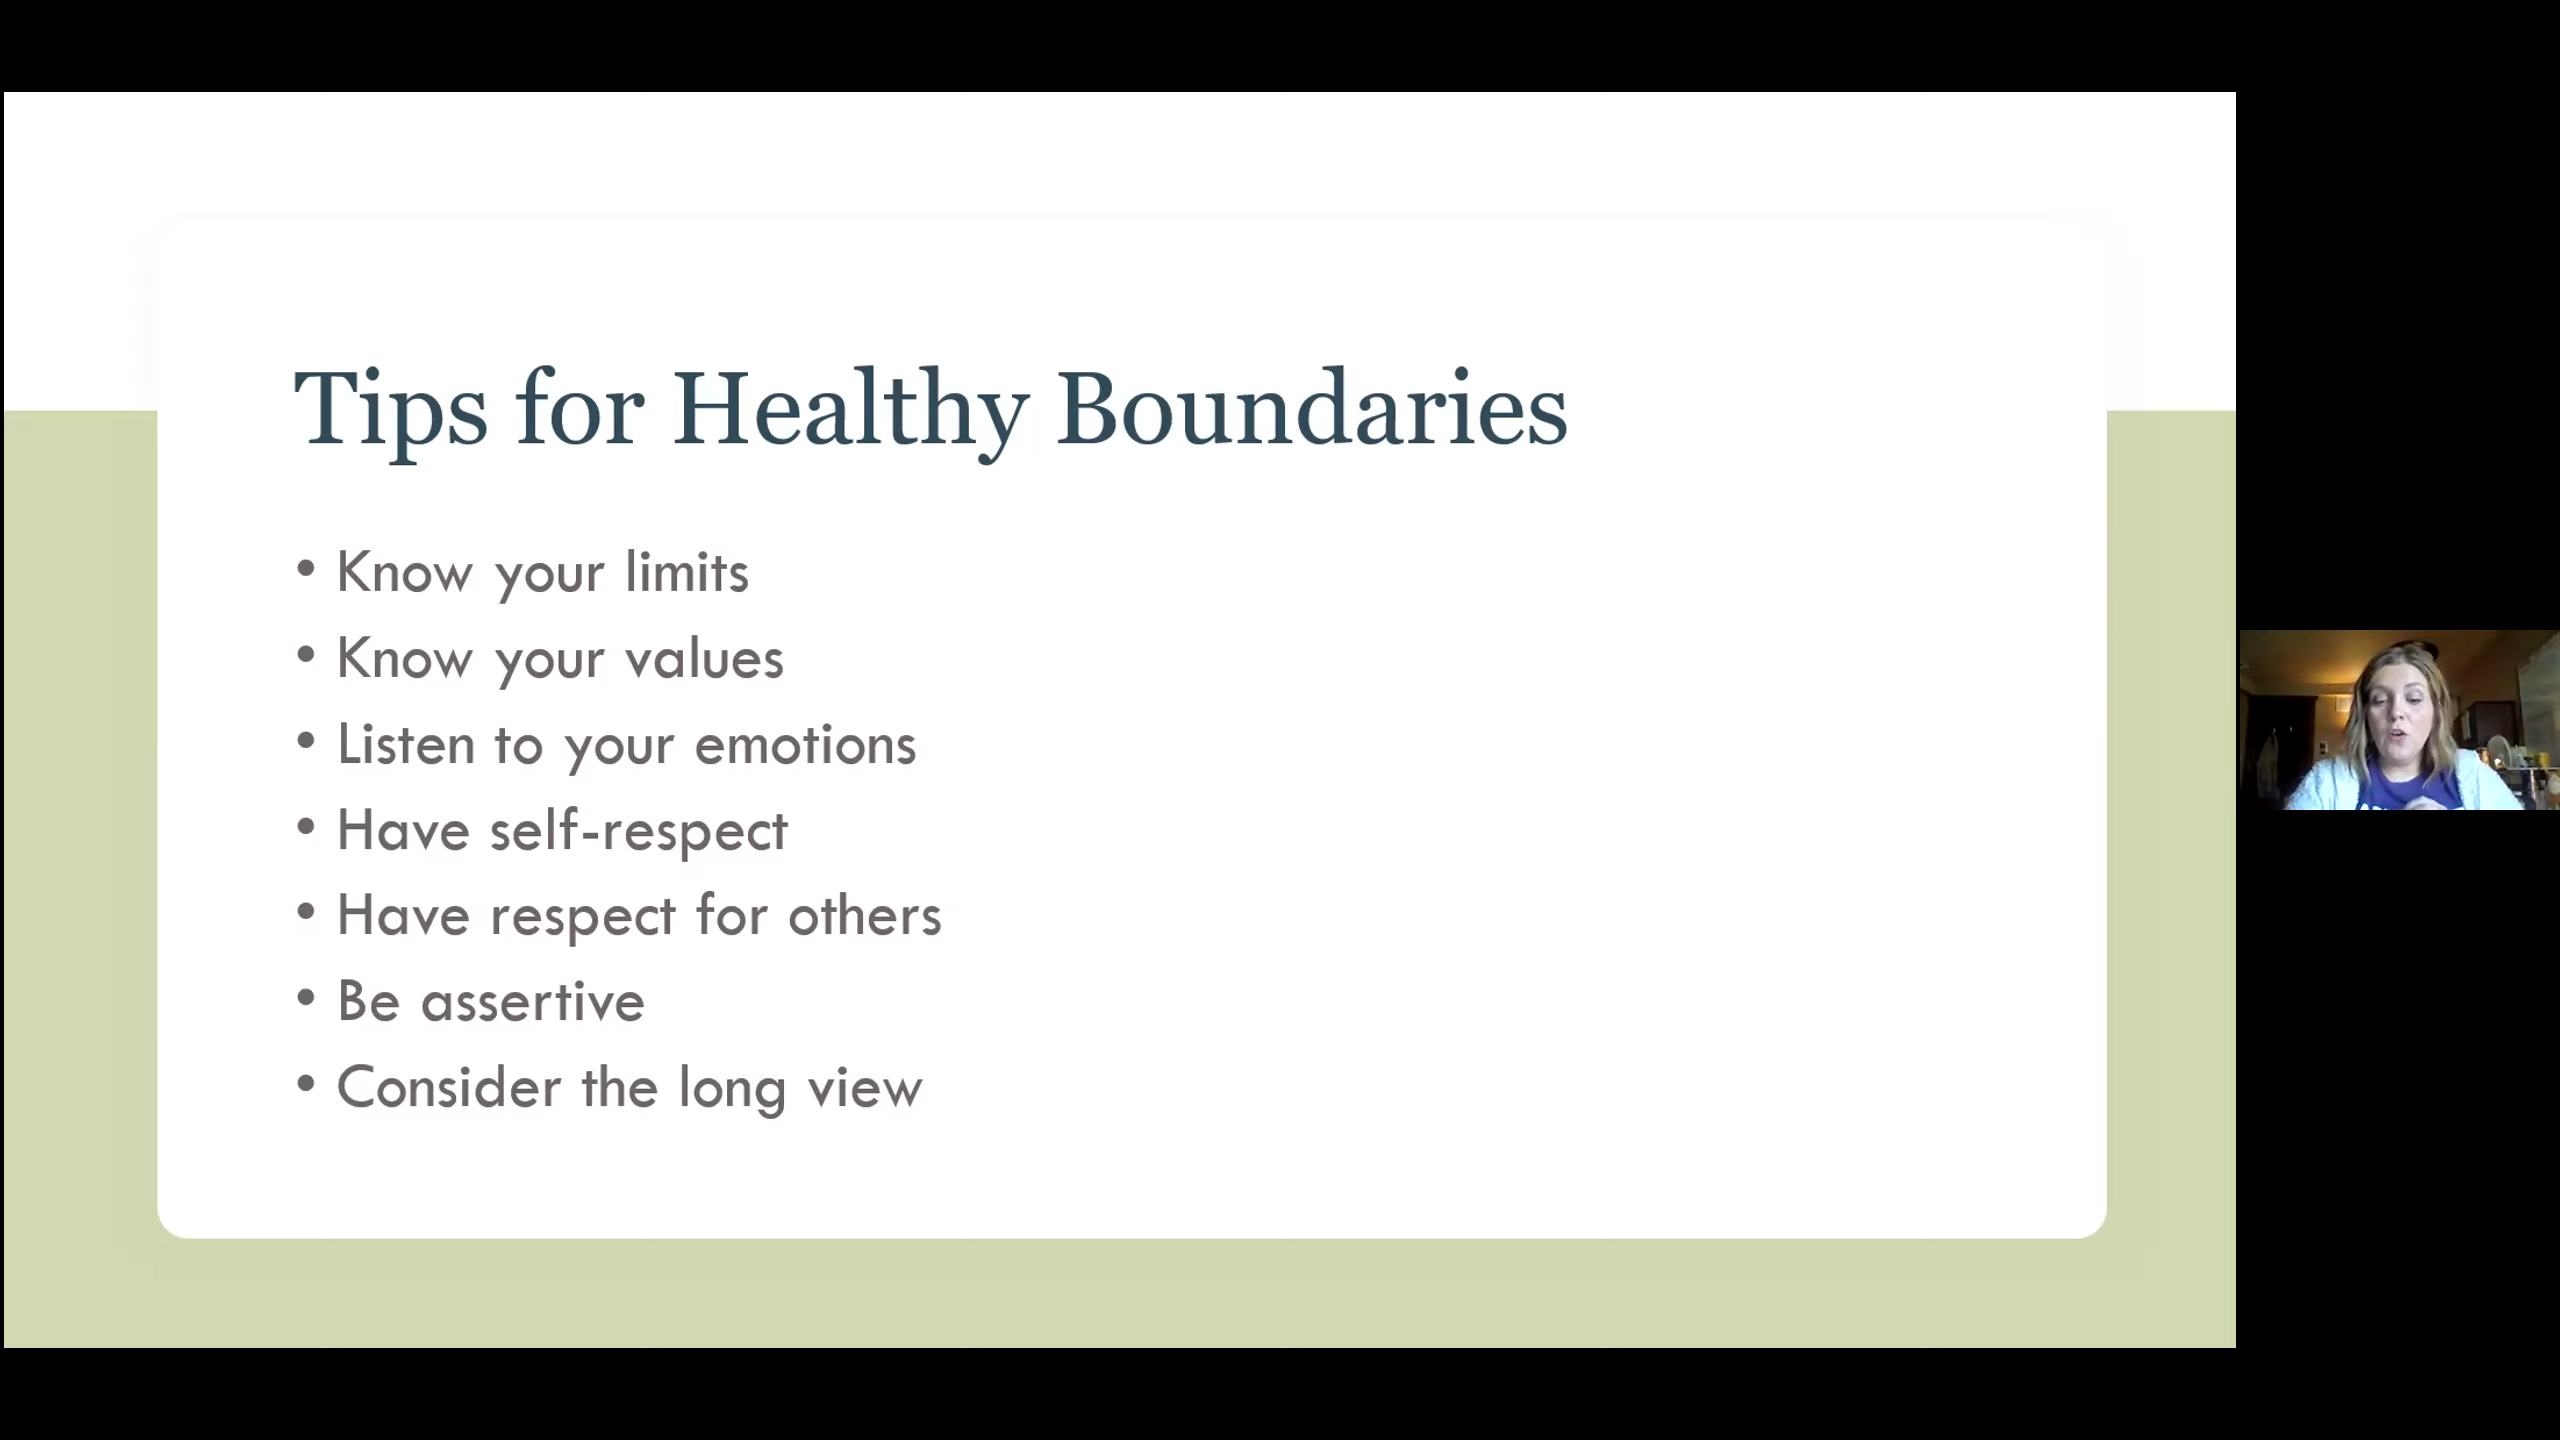 Tips for Healthy Boundaries
• Know your limits
• Know your values
• Listen to your emotions
• Have self-respect
• Have respect for others
• Be assertive
• Consider the long view